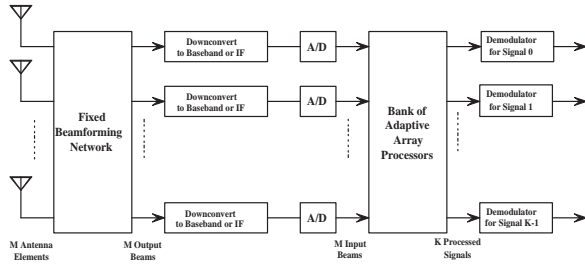 Downconvert
to Baseband or IF
A/D
Demodulator
for Signal 0
Downconvert
to Baseband or IF
A/D
Demodulator
for Signal 1
Fixed
Beamforming
Network
Bank of
Adaptive
Array
Processors
Downconvert
to Baseband or IF
A/D
Demodulator
for Signal K-1
M Antenna
Elements
M Output
Beams
M Input
Beams
K Processed
Signals